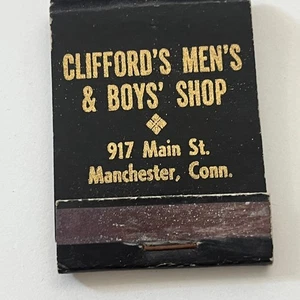 CLIFFORD'S MEN'S
& BOYS' SHOP
917 Main St.
Manchester, Conn.